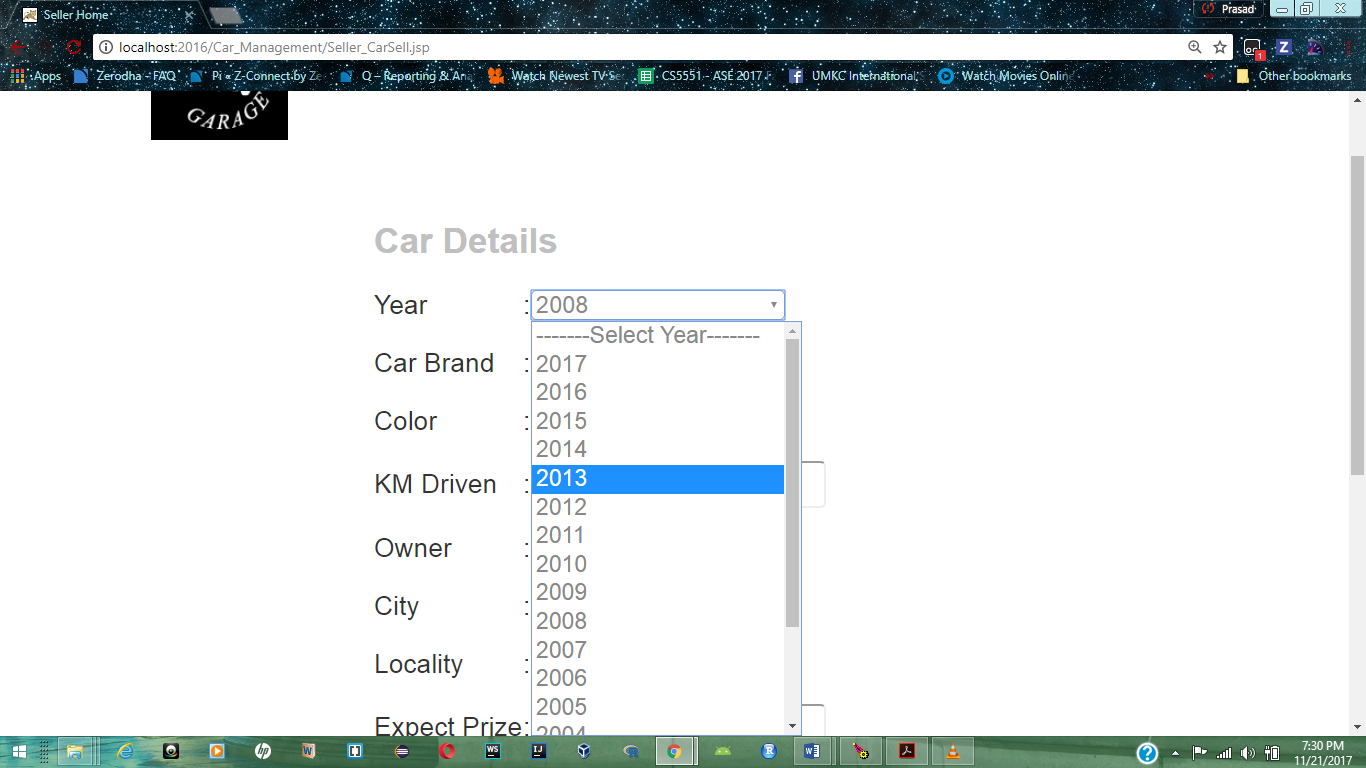 Seller Home
Prasad
localhost:2016/Car_Management/Seller_CarSell.jsp
Apps Zerodha - FAQ Pi « Z-Connect by Ze Q – Reporting & Ana Watch Newest TV Se CS5551 - ASE 2017 F UMKC International Watch Movies Online Other bookmarks
GARAGE
Car Details
Year : 2008
-------Select Year-------
Car Brand : 2017
2016
Color : 2015
2014
KM Driven : 2013
2012
2011
Owner : 2010
2009
City : 2008
2007
Locality : 2006
2005
Expect Prize: 2004
7:30 PM
11/21/2017